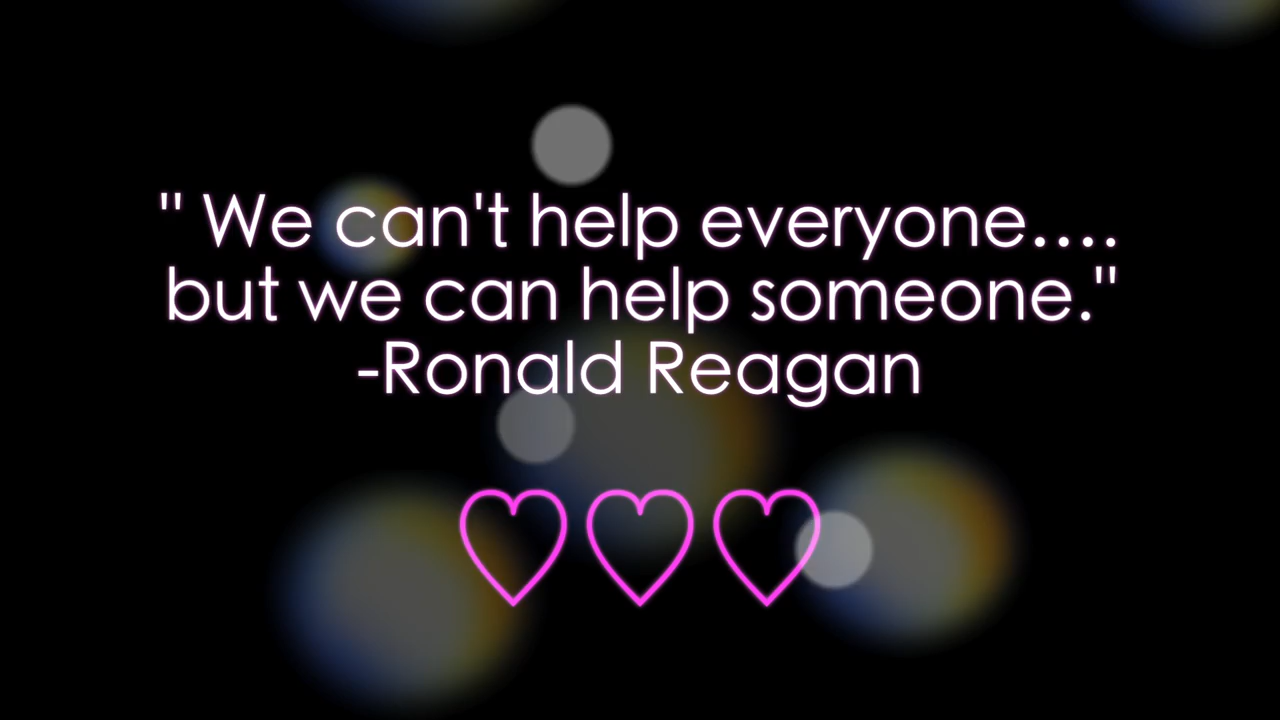 " We can't help everyone....
but we can help someone."
-Ronald Reagan